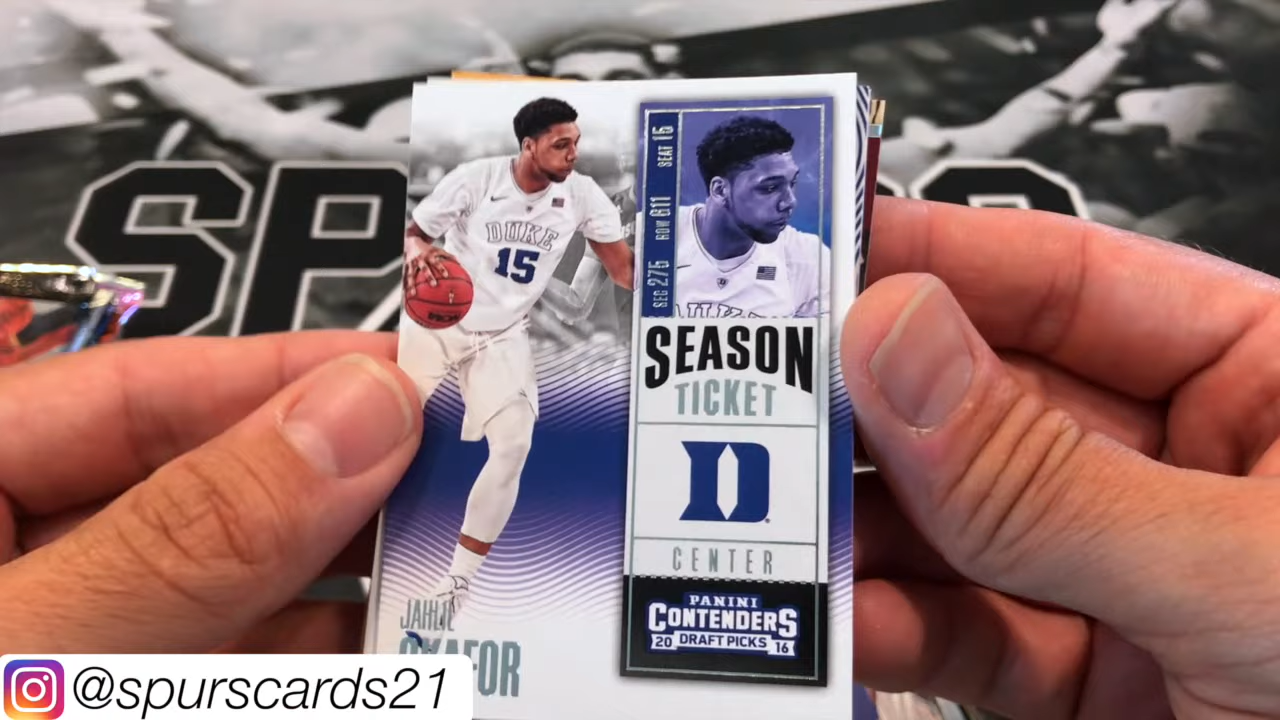 SP
DUKE
15
SEC 275 ROW 611 SEAT 15
SEASON
TICKET
D
CENTER
PANINI
CONTENDERS
DRAFT PICKS
20 16
JAHLIL
OKAFOR
@spurscards21